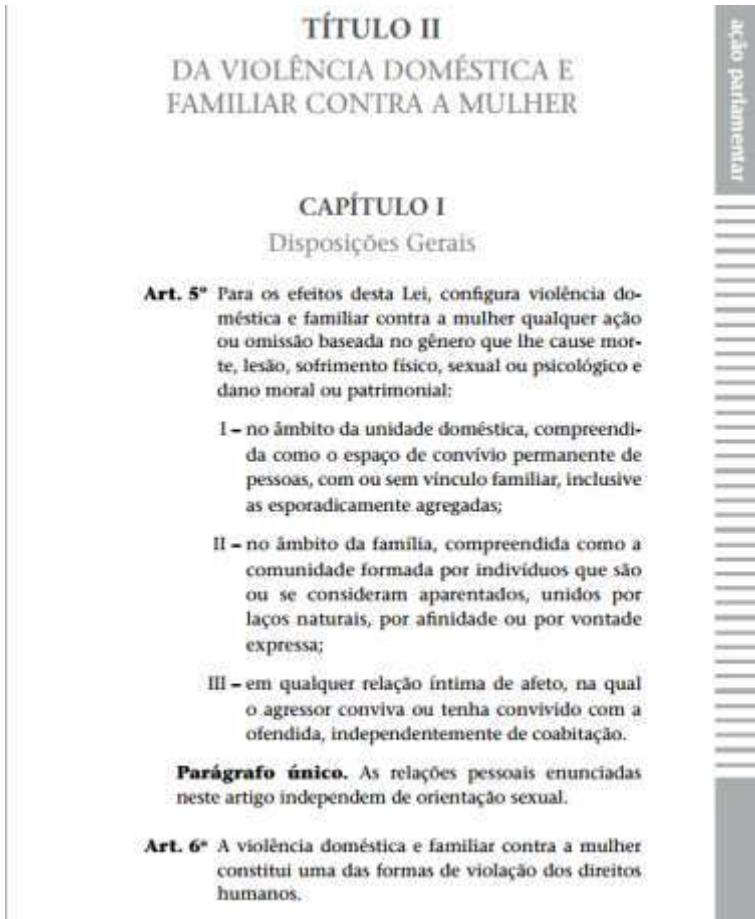 TÍTULO II
DA VIOLÊNCIA DOMÉSTICA E
FAMILIAR CONTRA A MULHER
ação parlamentar
CAPÍTULO I
Disposições Gerais
Art. 5º Para os efeitos desta Lei, configura violência do-
méstica e familiar contra a mulher qualquer ação
ou omissão baseada no gênero que lhe cause mor-
te, lesão, sofrimento físico, sexual ou psicológico e
dano moral ou patrimonial:
I – no âmbito da unidade doméstica, compreendi-
da como o espaço de convívio permanente de
pessoas, com ou sem vínculo familiar, inclusive
as esporadicamente agregadas;
II – no âmbito da família, compreendida como a
comunidade formada por indivíduos que são
ou se consideram aparentados, unidos por
laços naturais, por afinidade ou por vontade
expressa;
III – em qualquer relação íntima de afeto, na qual
o agressor conviva ou tenha convivido com a
ofendida, independentemente de coabitação.
Parágrafo único. As relações pessoais enunciadas
neste artigo independem de orientação sexual.
Art. 6º A violência doméstica e familiar contra a mulher
constitui uma das formas de violação dos direitos
humanos.